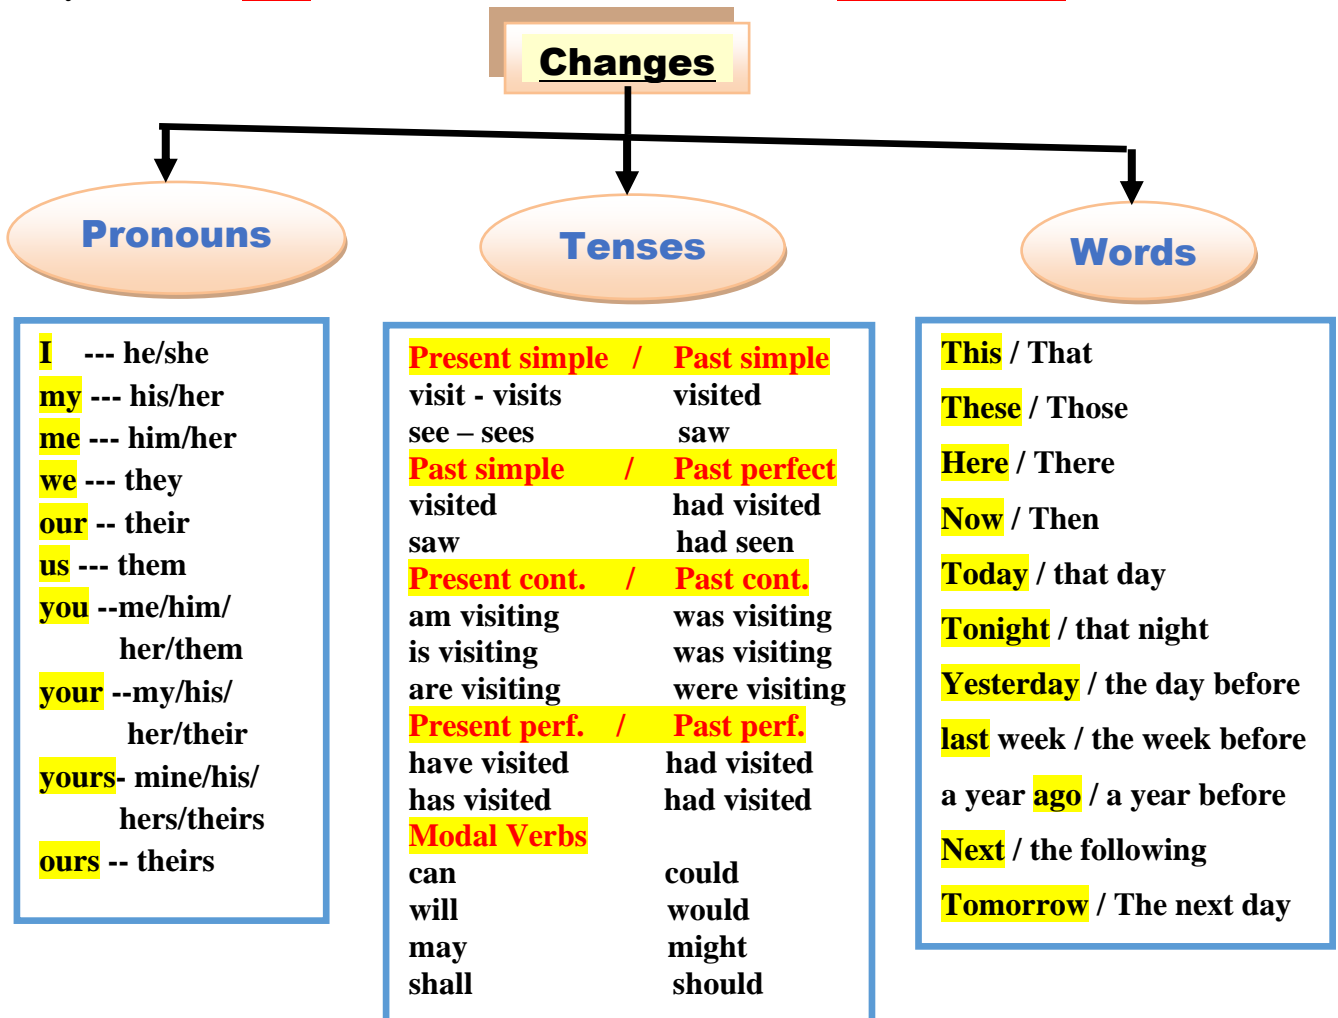 Changes
Pronouns
Tenses
Words
I --- he/she
my --- his/her
me --- him/her
we --- they
our -- their
us --- them
you --me/him/
her/them
your --my/his/
her/their
yours- mine/his/
hers/theirs
ours -- theirs
Present simple / Past simple
visit - visits visited
see – sees saw
Past simple / Past perfect
visited had visited
saw had seen
Present cont. / Past cont.
am visiting was visiting
is visiting was visiting
are visiting were visiting
Present perf. / Past perf.
have visited had visited
has visited had visited
Modal Verbs
can could
will would
may might
shall should
This / That
These / Those
Here / There
Now / Then
Today / that day
Tonight / that night
Yesterday / the day before
last week / the week before
a year ago / a year before
Next / the following
Tomorrow / The next day